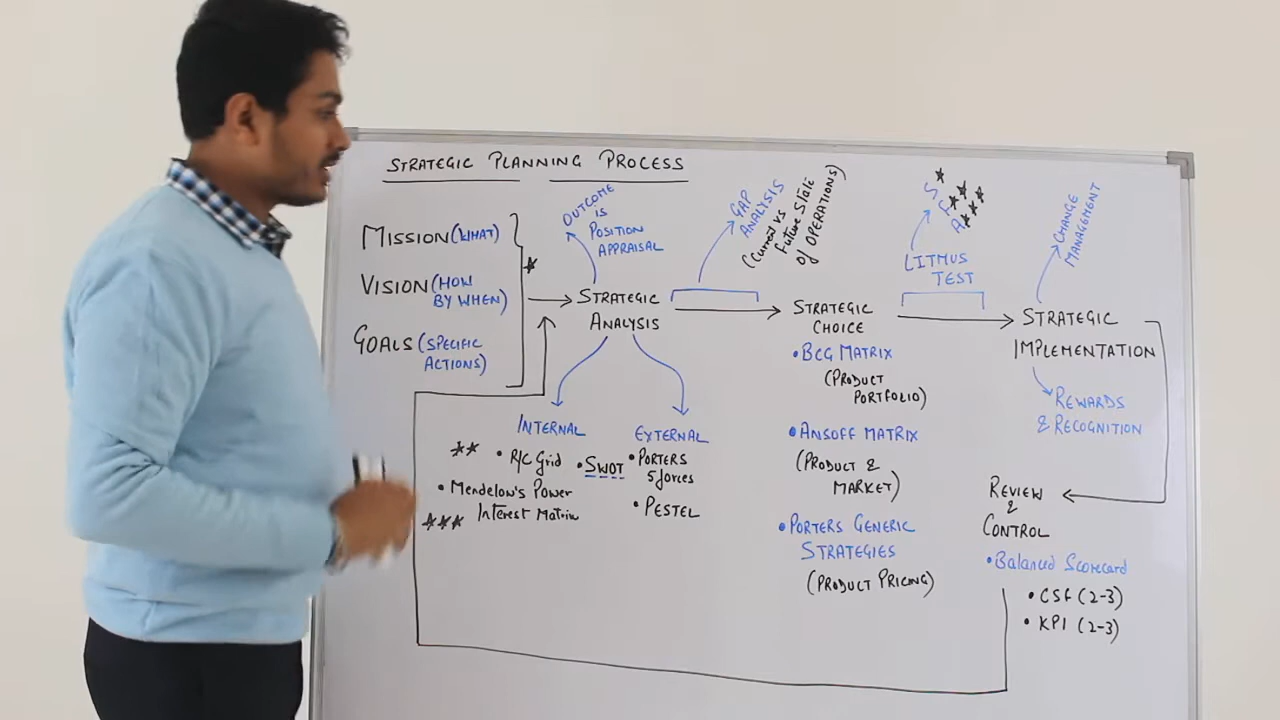 STRATEGIC PLANNING PROCESS
MISSION (WHAT)
VISION (HOW
BY WHEN)
GOALS (SPECIFIC
ACTIONS)
OUTCOME
IS
POSITION
APPRAISAL
STRATEGIC
ANALYSIS
INTERNAL
• R/C Grid
• Mendelow's Power
Interest Matrix
• SWOT
EXTERNAL
• PORTERS
5 forces
• PESTEL
GAP
ANALYSIS
(Current vs
Future State
of OPERATIONS)
STRATEGIC
CHOICE
• BCG MATRIX
(PRODUCT
PORTFOLIO)
• ANSOFF MATRIX
(PRODUCT &
MARKET)
• PORTERS GENERIC
STRATEGIES
(PRODUCT PRICING)
S
F
A
LITMUS
TEST
CHANGE
MANAGEMENT
STRATEGIC
IMPLEMENTATION
REWARDS
& RECOGNITION
REVIEW
&
CONTROL
• Balanced Scorecard
• CSF (2-3)
• KPI (2-3)